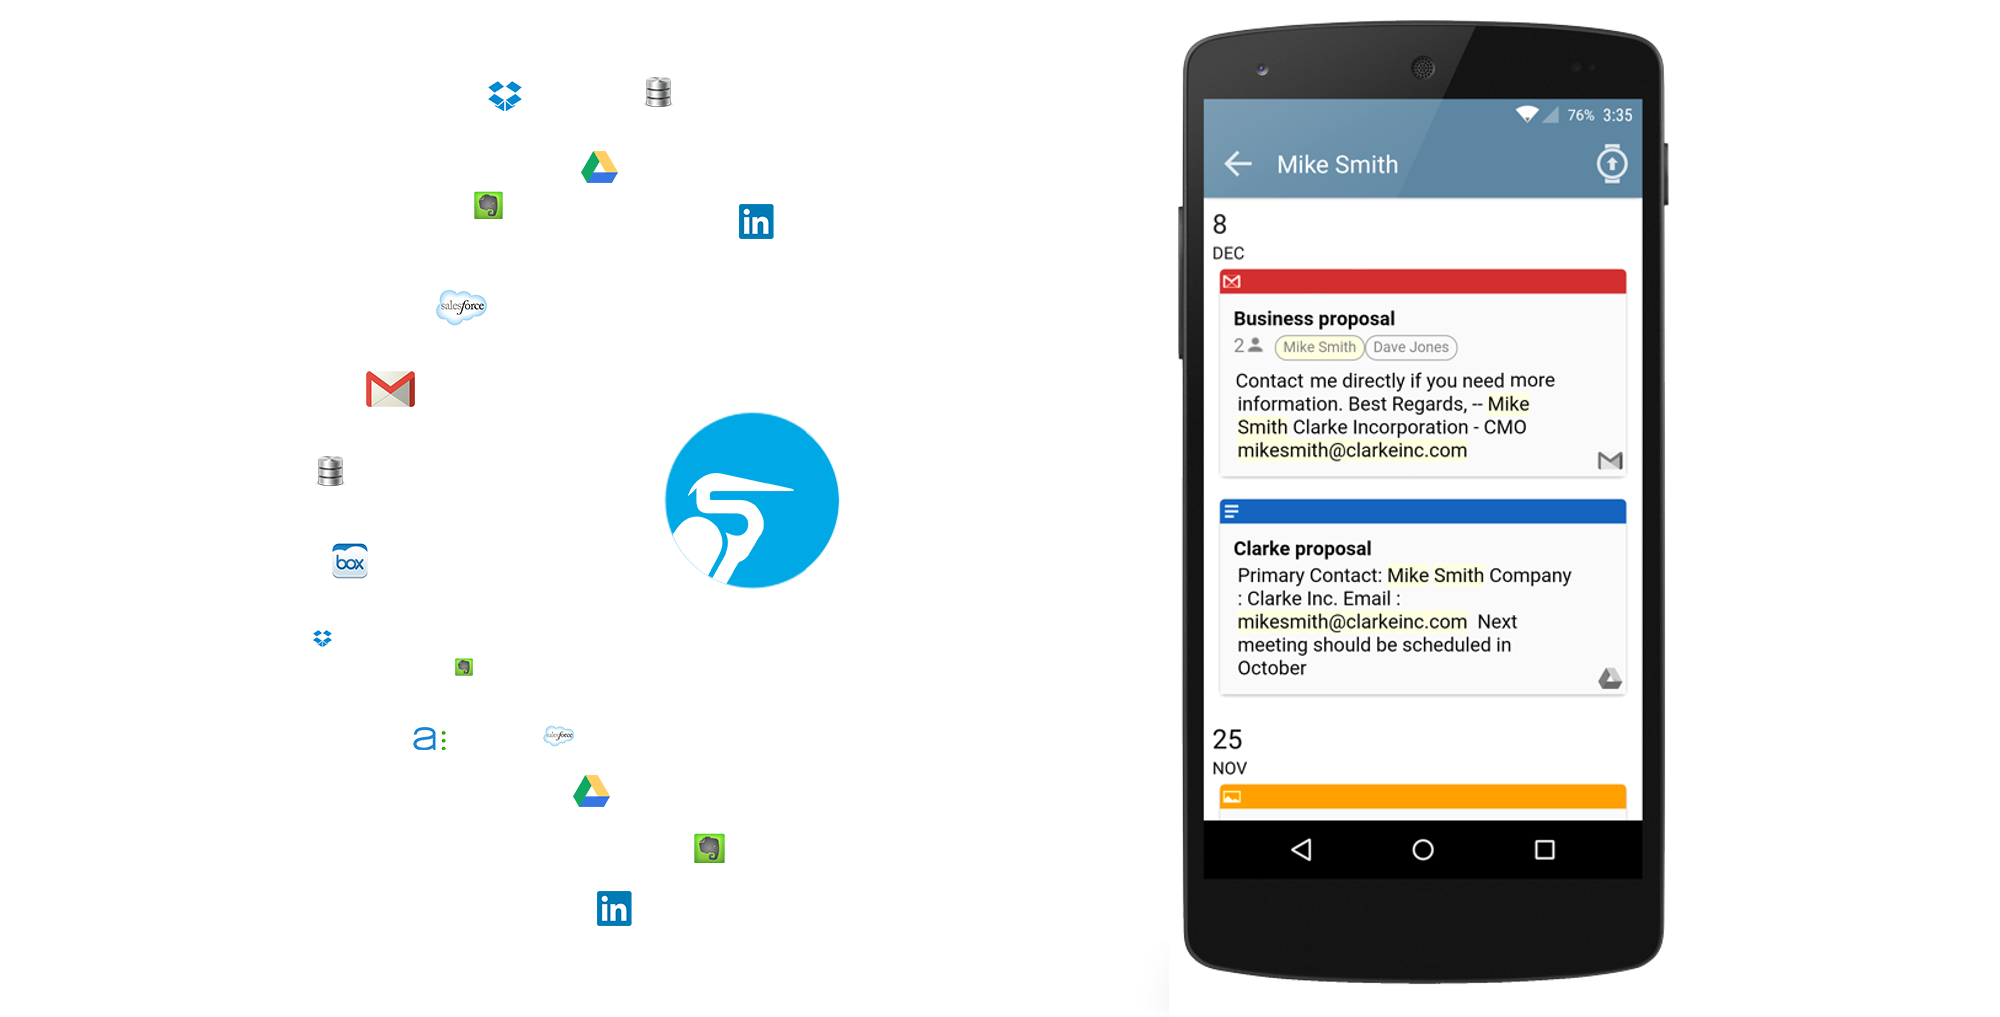 in
salesforce
box
a:
salesforce
in
76% 3:35
Mike Smith
8
DEC
Business proposal
2 Mike Smith Dave Jones
Contact me directly if you need more
information. Best Regards, -- Mike
Smith Clarke Incorporation - CMO
mikesmith@clarkeinc.com
Clarke proposal
Primary Contact: Mike Smith Company
: Clarke Inc. Email :
mikesmith@clarkeinc.com Next
meeting should be scheduled in
October
25
NOV